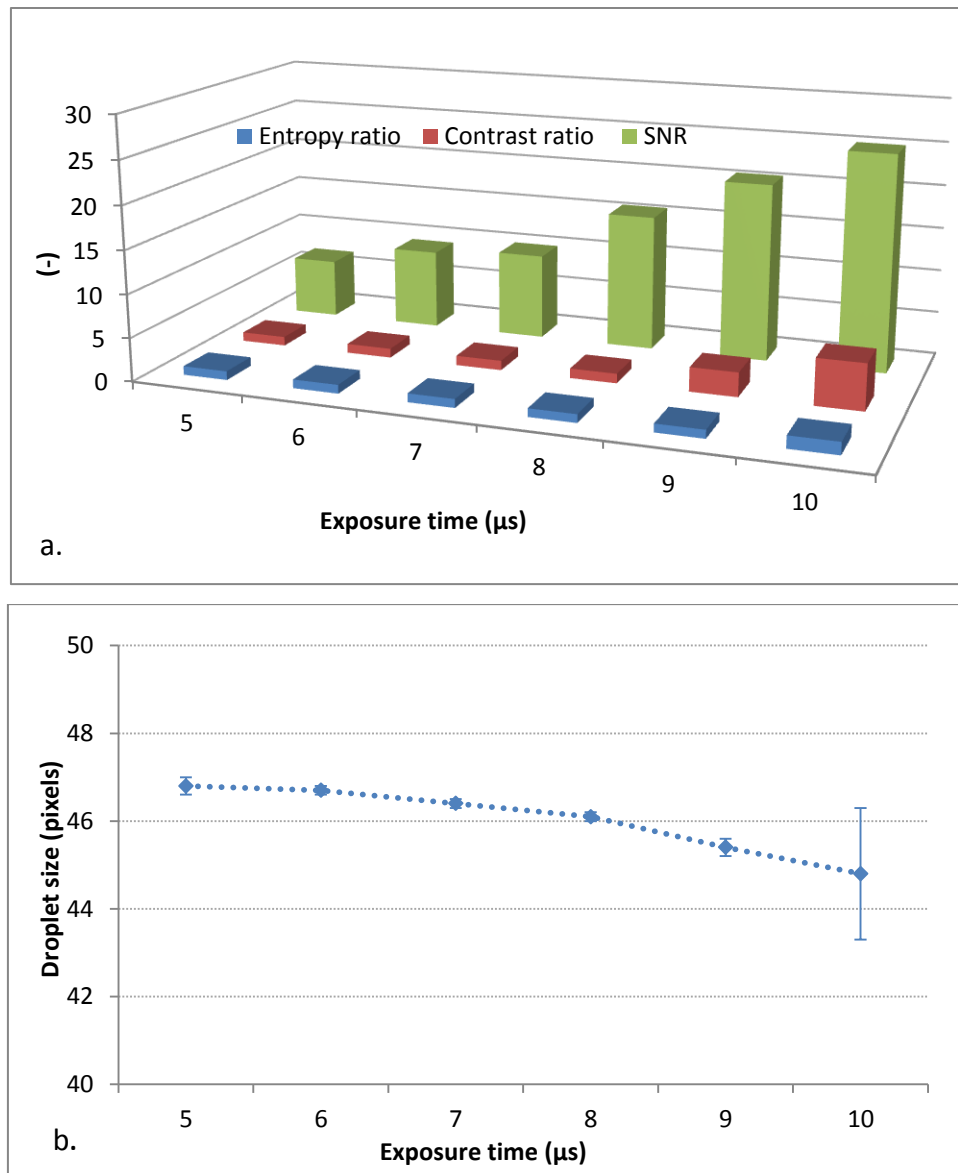 30
25
20
15
10
5
0
(-)
Entropy ratio Contrast ratio SNR
5 6 7 8 9 10
Exposure time (µs)
a.
50
48
46
44
42
40
Droplet size (pixels)
5 6 7 8 9 10
Exposure time (µs)
b.